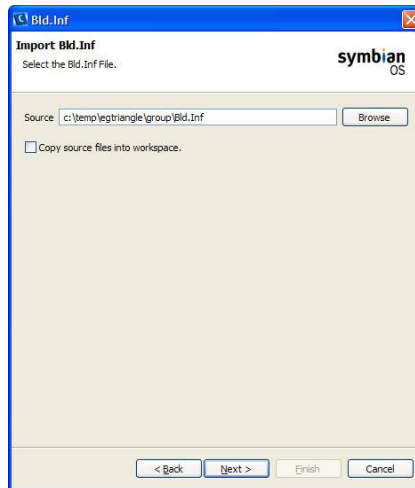 Bld.Inf
Import Bld.Inf
Select the Bld.Inf File.
symbian
OS
Source c:\temp\egtriangle\group\Bld.Inf Browse
Copy source files into workspace.
< Back Next > Finish Cancel